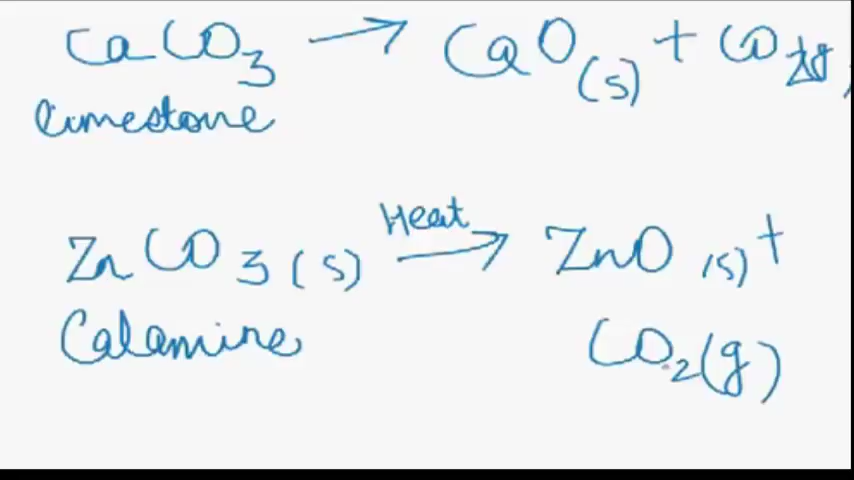 CaCO3 → CaO(s) + CO2(g)
limestone
ZnCO3(s) Heat → ZnO(s) +
Calamine
CO2(g)